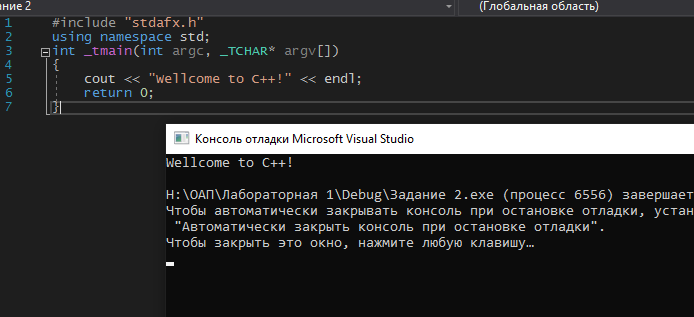 ание 2
(Глобальная область)
1 #include "stdafx.h"
2 using namespace std;
3 int _tmain(int argc, _TCHAR* argv[])
4 {
5 cout << "Wellcome to C++!" << endl;
6 return 0;
7 }
Консоль отладки Microsoft Visual Studio
Wellcome to C++!
H:\ОАП\Лабораторная 1\Debug\Задание 2.exe (процесс 6556) завершает
Чтобы автоматически закрывать консоль при остановке отладки, устан
"Автоматически закрыть консоль при остановке отладки".
Чтобы закрыть это окно, нажмите любую клавишу…